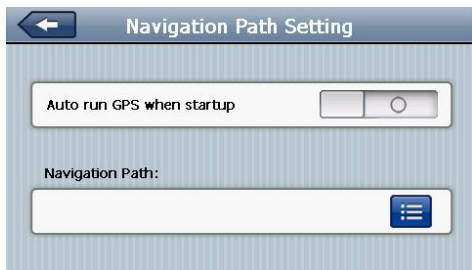 Navigation Path Setting
Auto run GPS when startup
Navigation Path: